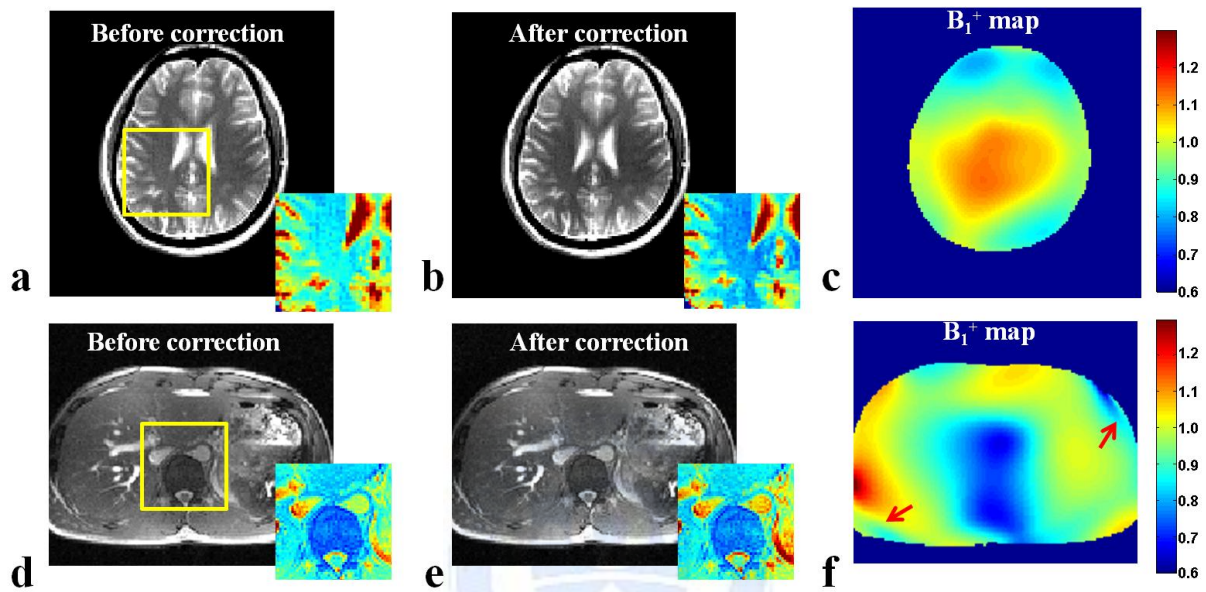 Before correction
After correction
B₁⁺ map
1.2
1.1
1.0
0.9
0.8
0.7
0.6
a
b
c
Before correction
After correction
B₁⁺ map
1.2
1.1
1.0
0.9
0.8
0.7
0.6
d
e
f